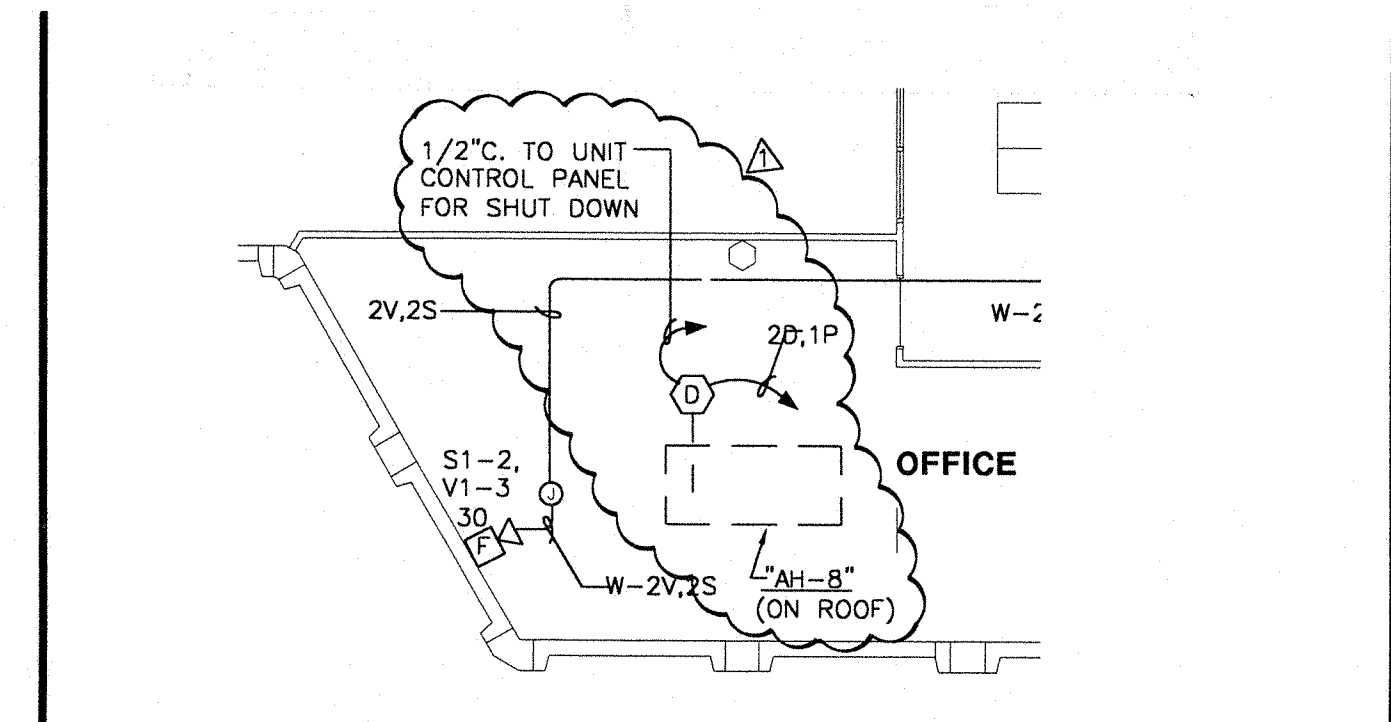 1/2"C. TO UNIT
CONTROL PANEL
FOR SHUT DOWN
1
2V,2S
W-2
2D,1P
D
OFFICE
S1-2,
V1-3
30
J
F
W-2V,2S
"AH-8"
(ON ROOF)